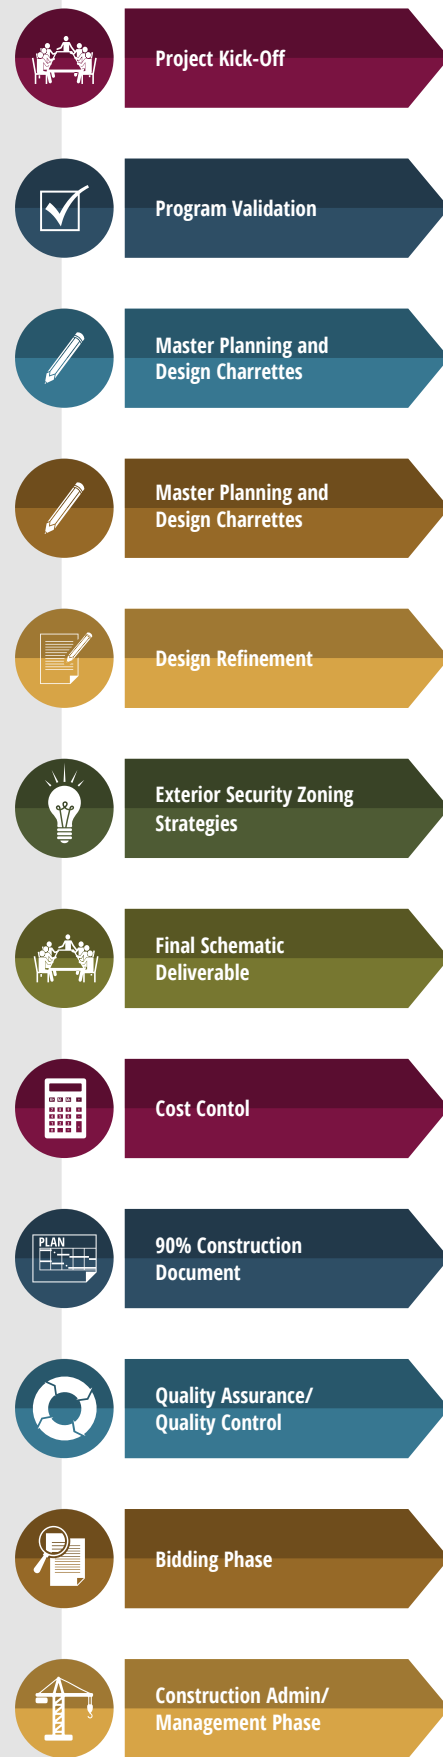 Project Kick-Off
Program Validation
Master Planning and
Design Charrettes
Master Planning and
Design Charrettes
Design Refinement
Exterior Security Zoning
Strategies
Final Schematic
Deliverable
Cost Contol
PLAN
90% Construction
Document
Quality Assurance/
Quality Control
Bidding Phase
Construction Admin/
Management Phase